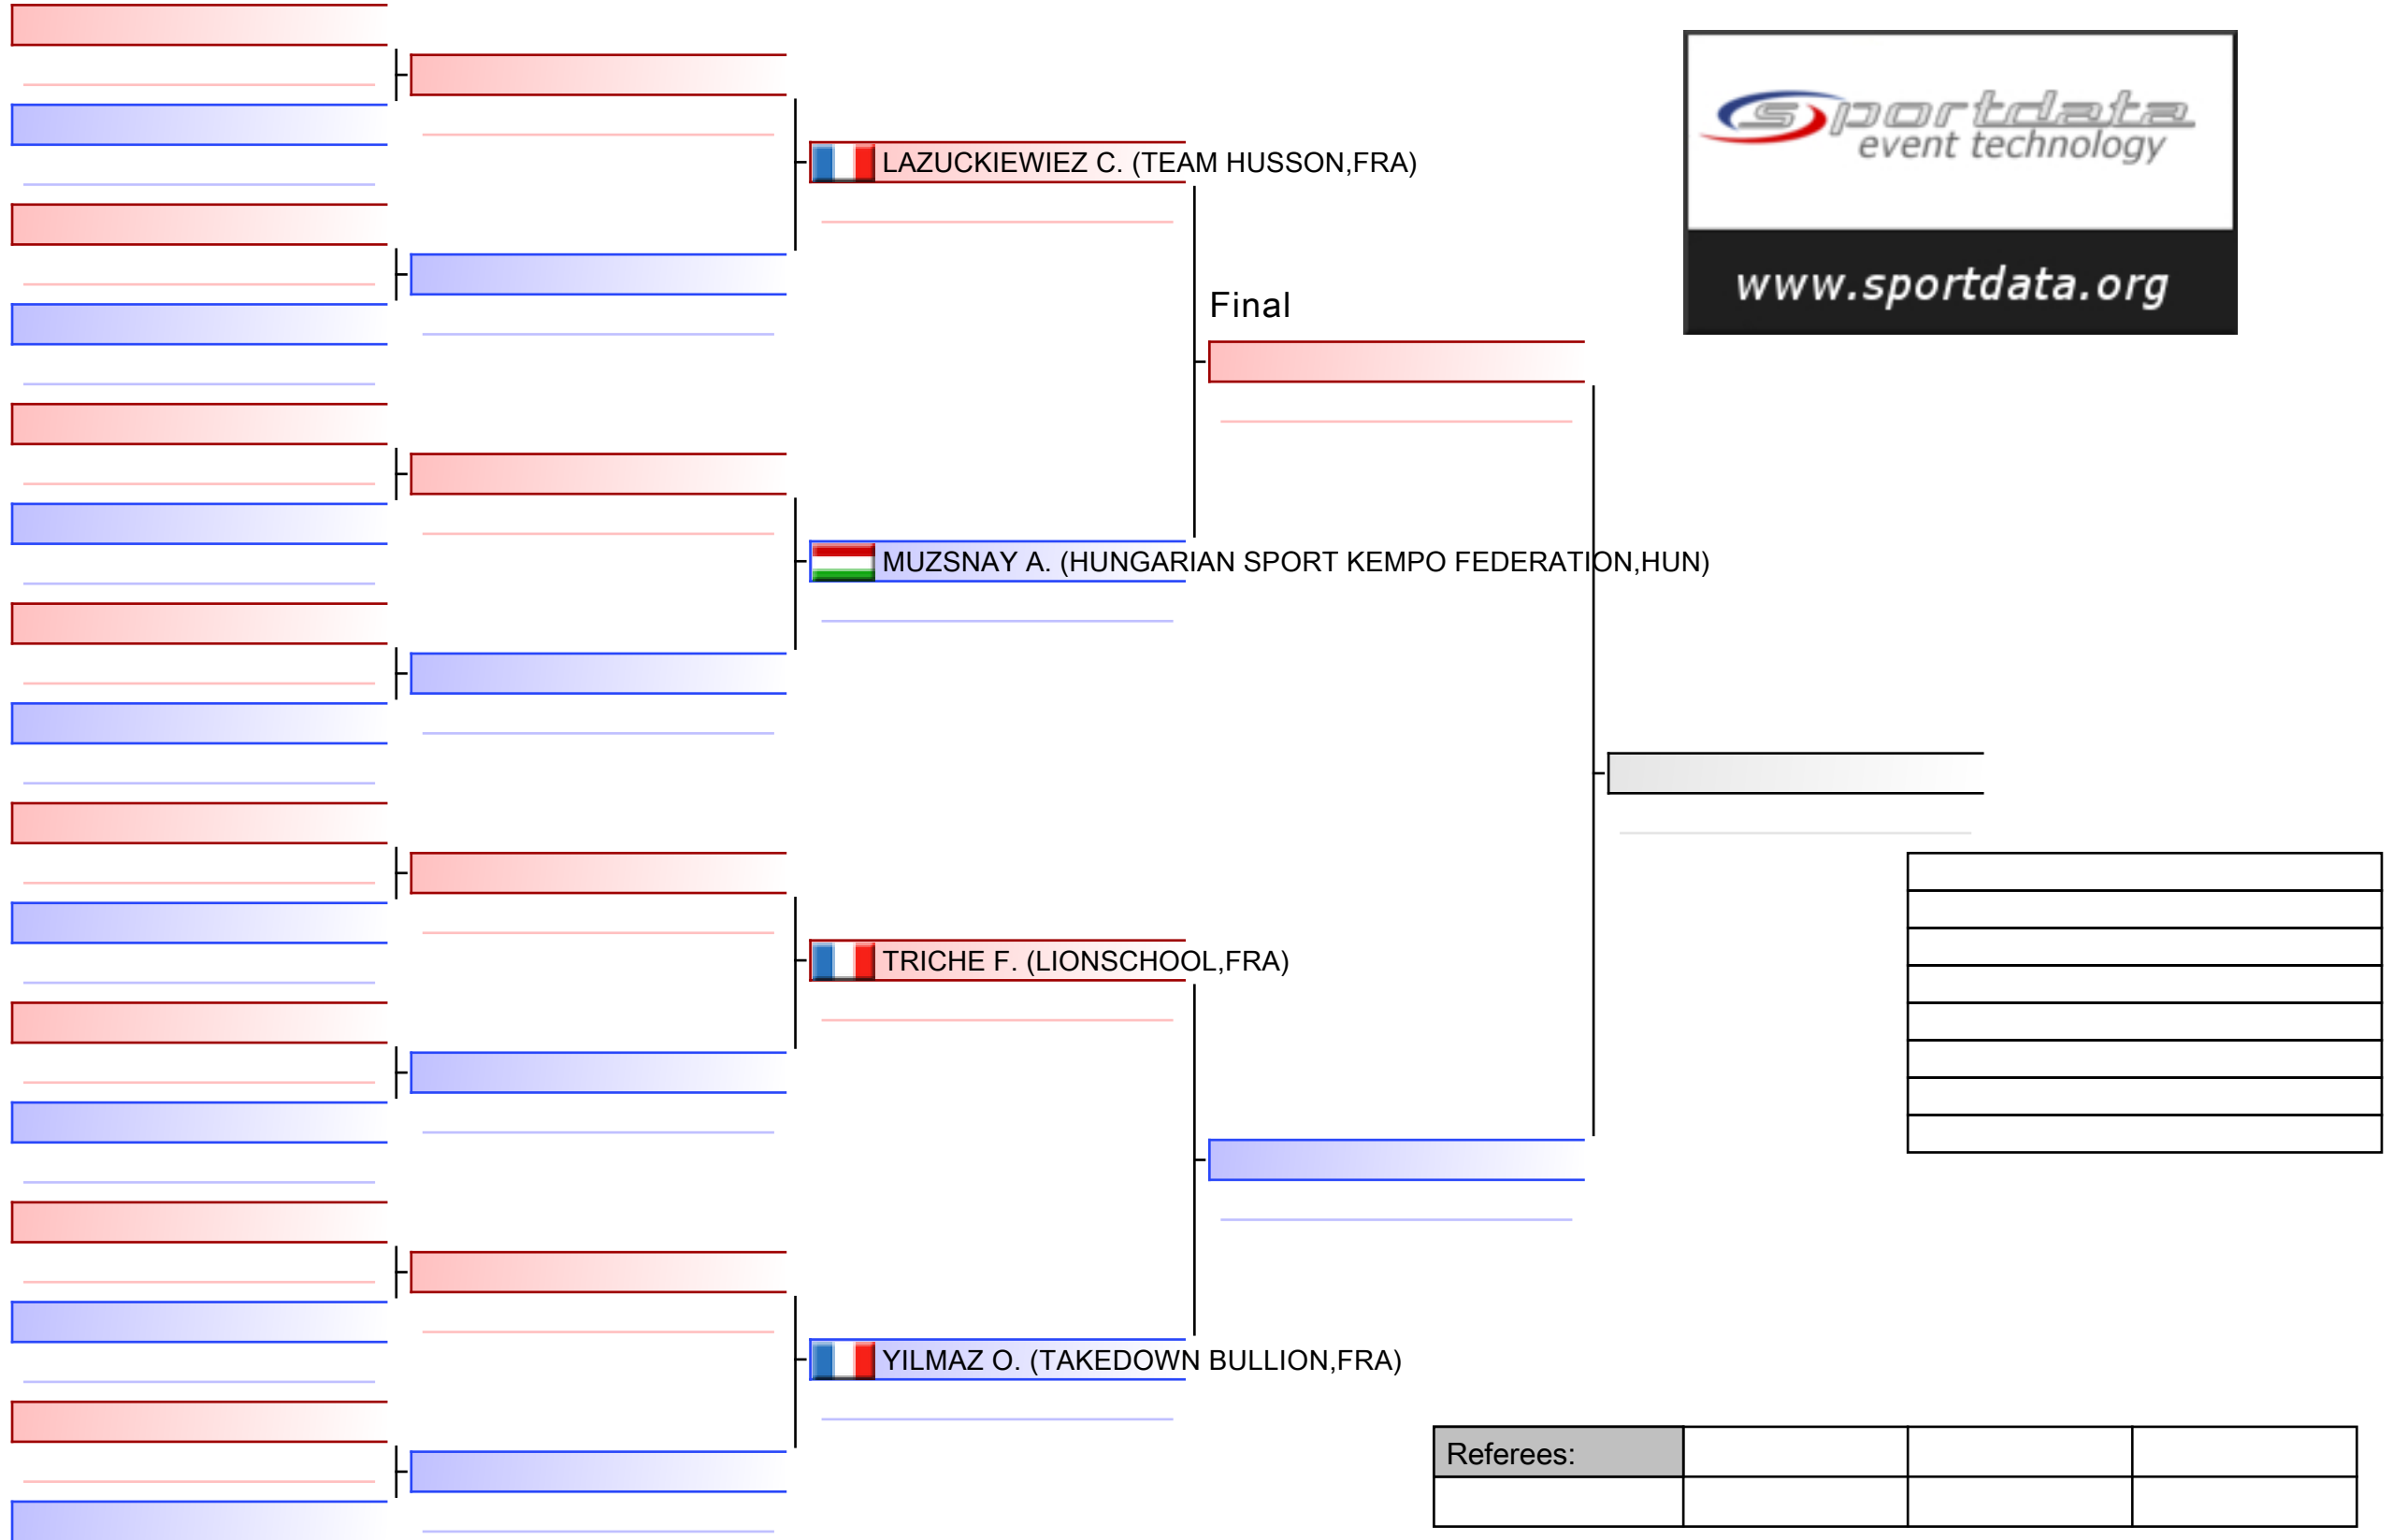 sportdata
event technology
www.sportdata.org
LAZUCKIEWIEZ C. (TEAM HUSSON,FRA)
Final
MUZSNAY A. (HUNGARIAN SPORT KEMPO FEDERATION,HUN)
TRICHE F. (LIONSCHOOL,FRA)
YILMAZ O. (TAKEDOWN BULLION,FRA)
Referees: